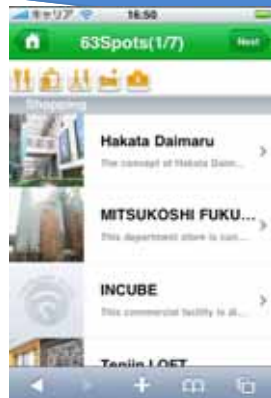 キャリア 16:50
63Spots(1/7) Next
Shopping
Hakata Daimaru
The concept of Hakata Daim...
MITSUKOSHI FUKU...
This department store is con...
INCUBE
This commercial facility is di...
Tenjin LOFT